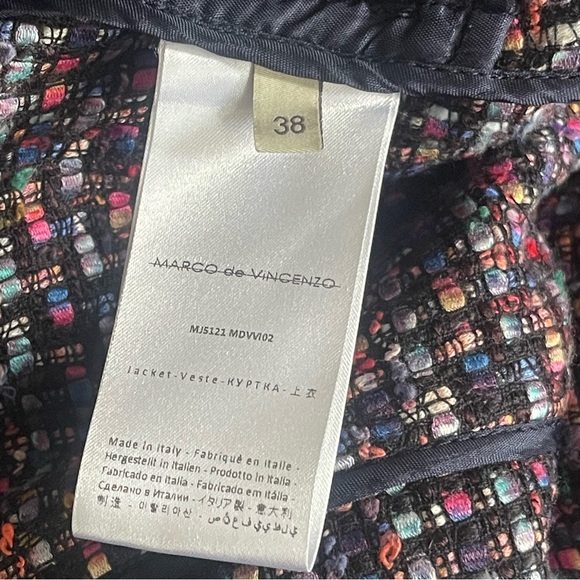 38
MARCO de VINCENZO
MJ5121 MDVVI02
Jacket-Veste-КУРТКА-上衣
Made in Italy - Fabriqué en Italie -
Hergestellt in Italien - Prodotto in Italia -
Fabricado en Italia - Fabricado em Itália -
Сделано в Италии - イタリア製 - 意大利
制造 - 이탈리아산 -